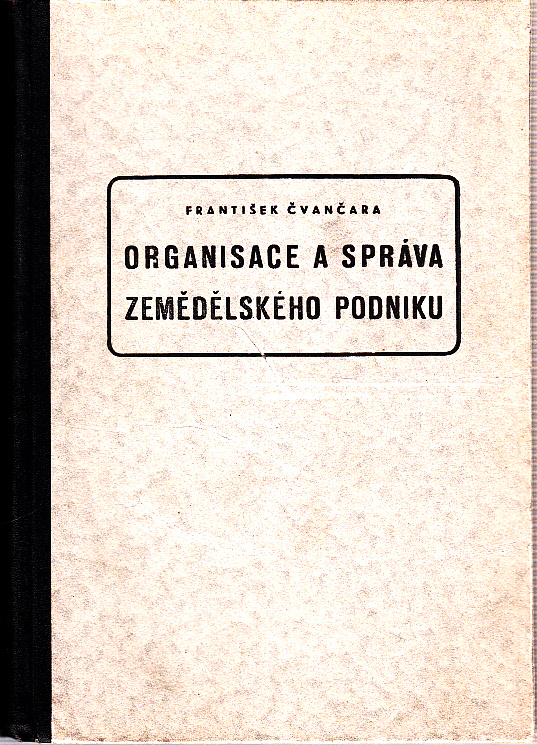 FRANTIŠEK ČVANČARA
ORGANISACE A SPRÁVA
ZEMĚDĚLSKÉHO PODNIKU